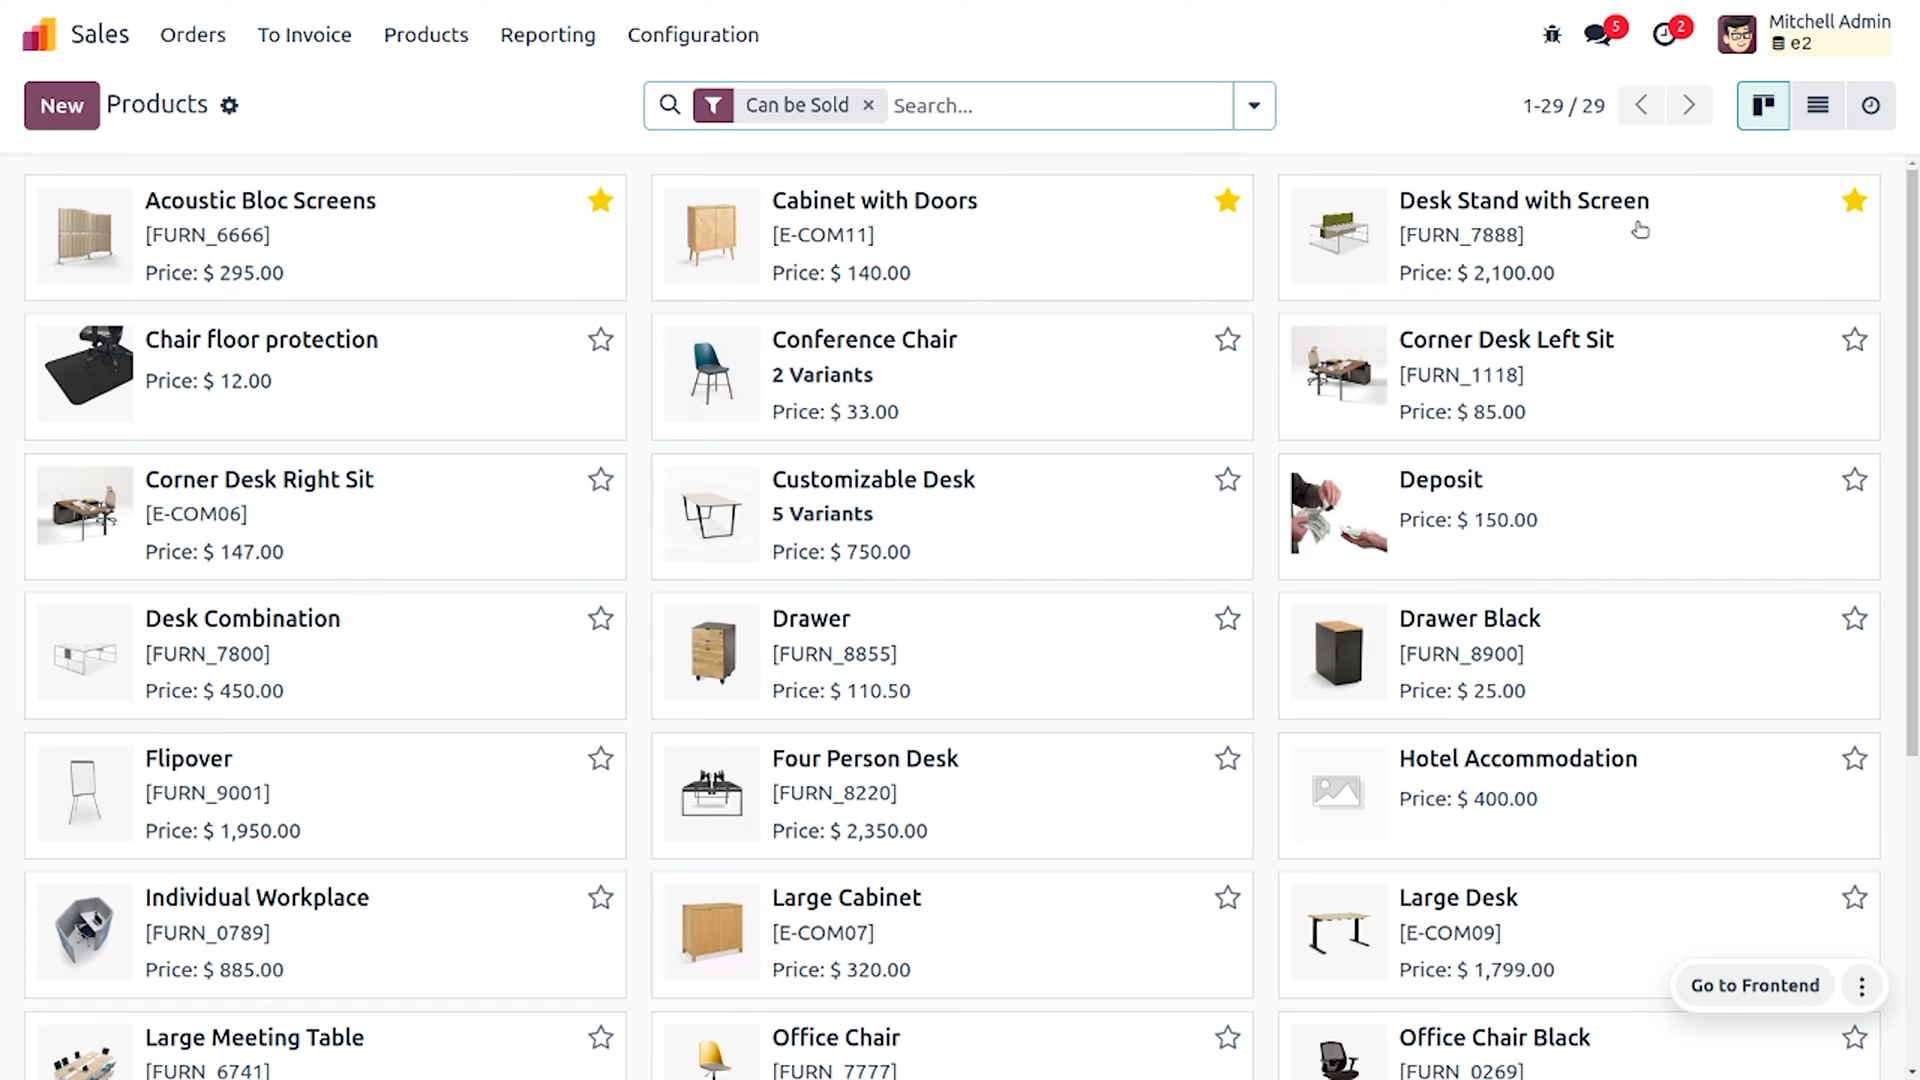 Sales Orders To Invoice Products Reporting Configuration 5 2 Mitchell Admin
e2
New Products Can be Sold × Search... 1-29 / 29
Acoustic Bloc Screens
[FURN_6666]
Price: $ 295.00
Cabinet with Doors
[E-COM11]
Price: $ 140.00
Desk Stand with Screen
[FURN_7888]
Price: $ 2,100.00
Chair floor protection
Price: $ 12.00
Conference Chair
2 Variants
Price: $ 33.00
Corner Desk Left Sit
[FURN_1118]
Price: $ 85.00
Corner Desk Right Sit
[E-COM06]
Price: $ 147.00
Customizable Desk
5 Variants
Price: $ 750.00
Deposit
Price: $ 150.00
Desk Combination
[FURN_7800]
Price: $ 450.00
Drawer
[FURN_8855]
Price: $ 110.50
Drawer Black
[FURN_8900]
Price: $ 25.00
Flipover
[FURN_9001]
Price: $ 1,950.00
Four Person Desk
[FURN_8220]
Price: $ 2,350.00
Hotel Accommodation
Price: $ 400.00
Individual Workplace
[FURN_0789]
Price: $ 885.00
Large Cabinet
[E-COM07]
Price: $ 320.00
Large Desk
[E-COM09]
Price: $ 1,799.00
Go to Frontend
Large Meeting Table
[FURN_6741]
Office Chair
[FURN_7777]
Office Chair Black
[FURN_0269]